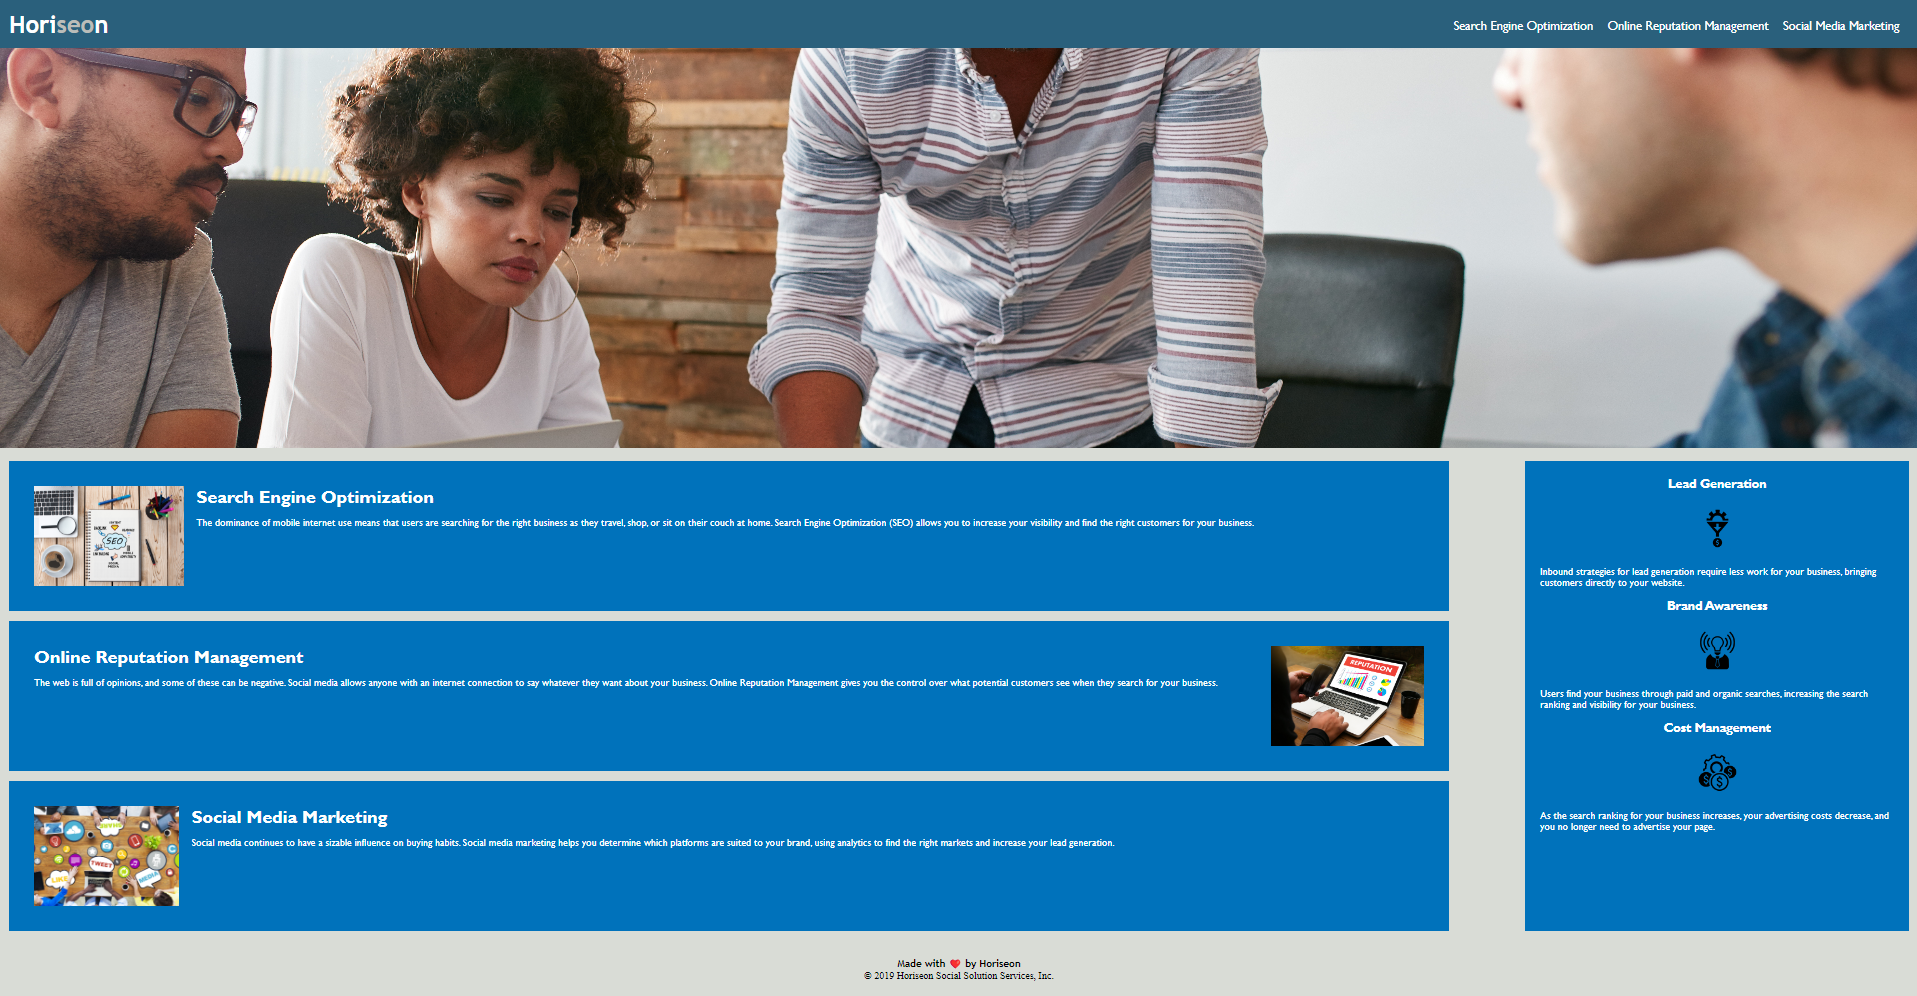 Horiseon
Search Engine Optimization
Online Reputation Management
Social Media Marketing
SEO
Search Engine Optimization
The dominance of mobile internet use means that users are searching for the right business as they travel, shop, or sit on their couch at home. Search Engine Optimization (SEO) allows you to increase your visibility and find the right customers for your business.
Online Reputation Management
The web is full of opinions, and some of these can be negative. Social media allows anyone with an internet connection to say whatever they want about your business. Online Reputation Management gives you the control over what potential customers see when they search for your business.
REPUTATION
TWEET
LIKE
MEDIA
Social Media Marketing
Social media continues to have a sizable influence on buying habits. Social media marketing helps you determine which platforms are suited to your brand, using analytics to find the right markets and increase your lead generation.
Lead Generation
Inbound strategies for lead generation require less work for your business, bringing
customers directly to your website.
Brand Awareness
Users find your business through paid and organic searches, increasing the search
ranking and visibility for your business.
Cost Management
As the search ranking for your business increases, your advertising costs decrease, and
you no longer need to advertise your page.
Made with ❤️ by Horiseon
© 2019 Horiseon Social Solution Services, Inc.